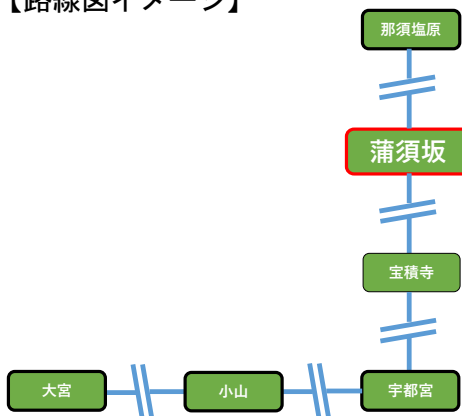 【路線図イメージ】
那須塩原
蒲須坂
宝積寺
大宮
小山
宇都宮